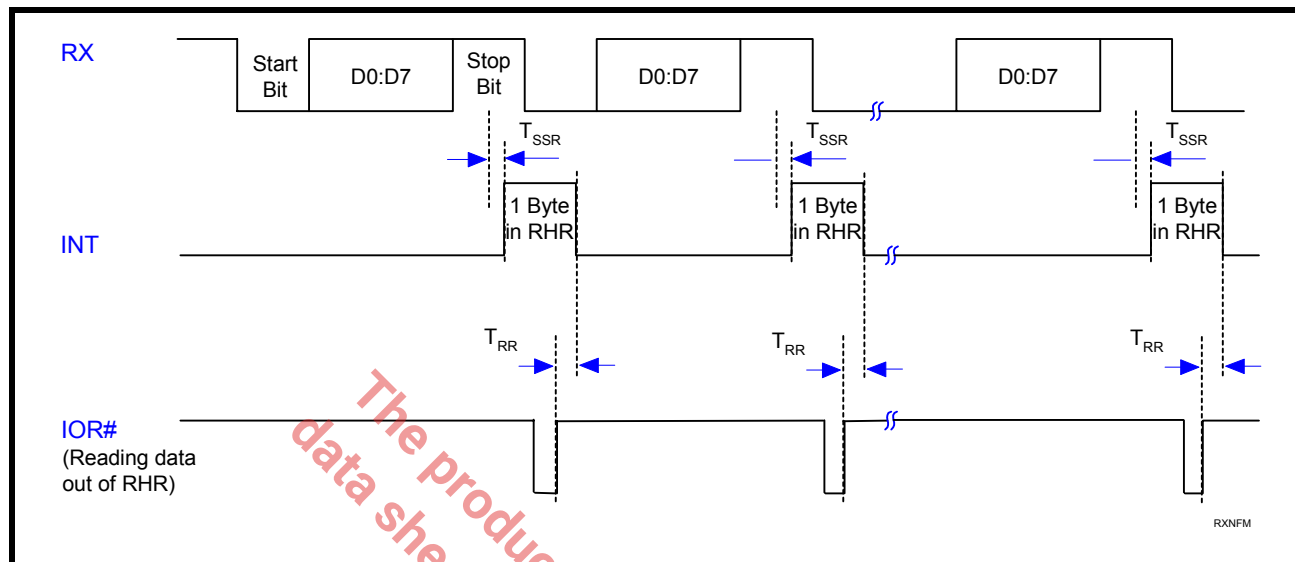 RX
Start
Bit
D0:D7
Stop
Bit
D0:D7
D0:D7
TSSR
TSSR
TSSR
INT
1 Byte
in RHR
1 Byte
in RHR
1 Byte
in RHR
TRR
TRR
TRR
IOR#
(Reading data
out of RHR)
The produc
data she
RXNFM